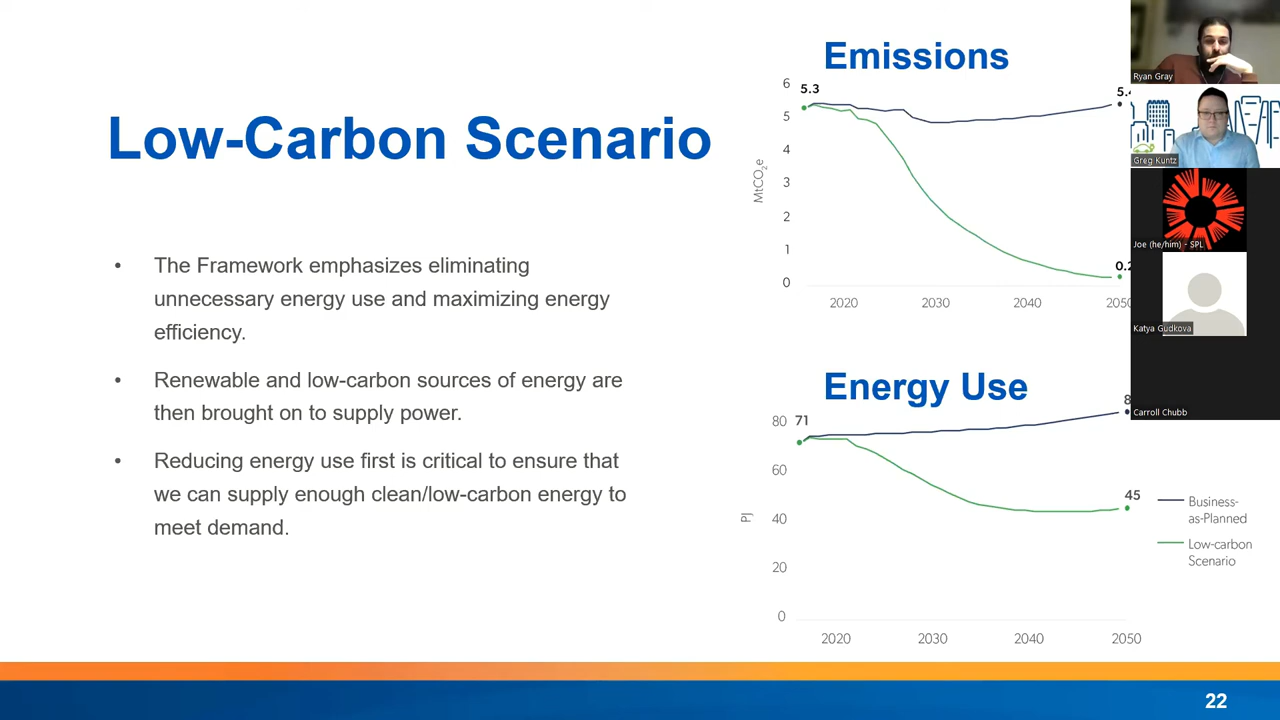 Low-Carbon Scenario
• The Framework emphasizes eliminating
unnecessary energy use and maximizing energy
efficiency.
• Renewable and low-carbon sources of energy are
then brought on to supply power.
• Reducing energy use first is critical to ensure that
we can supply enough clean/low-carbon energy to
meet demand.
Emissions
MtCO₂e
6
5
4
3
2
1
0
5.3
5.4
0.2
2020 2030 2040 2050
Energy Use
PJ
80
60
40
20
0
71
8
45
2020 2030 2040 2050
Business-
as-Planned
Low-carbon
Scenario
Ryan Gray
Greg Kuntz
Joe (he/him) - SPL
Katya Gudkova
Carroll Chubb
22